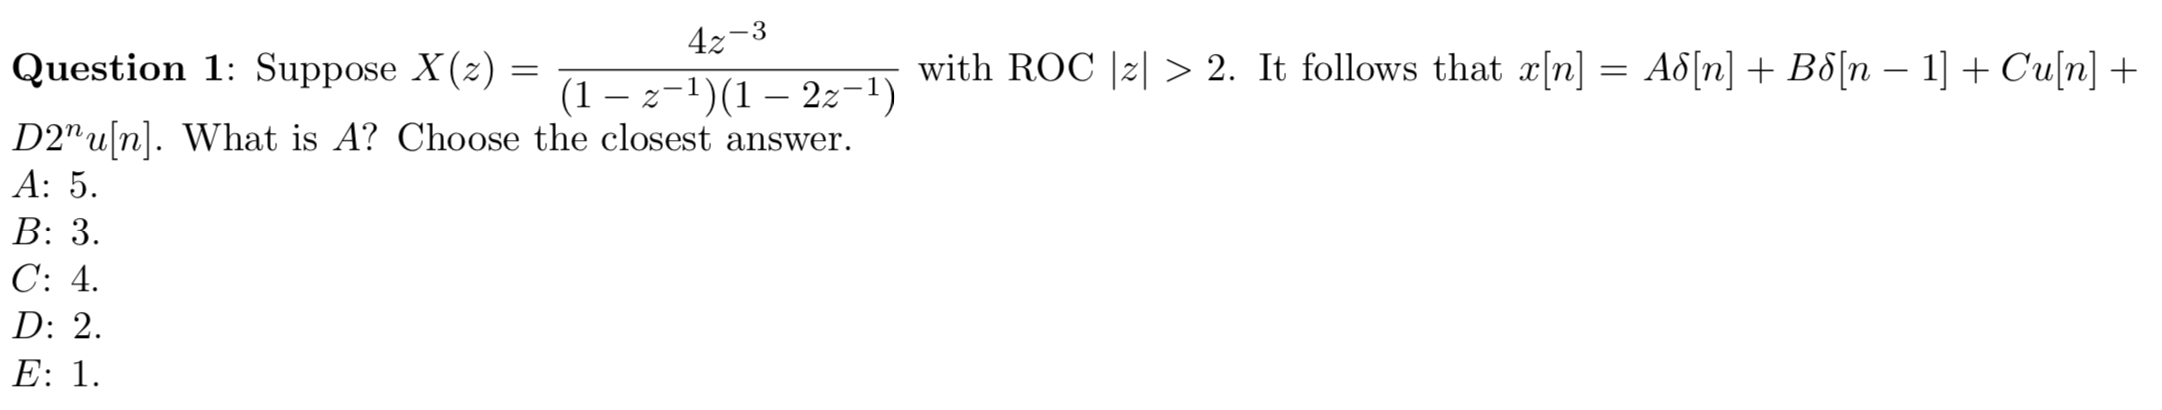 Question 1: Suppose X(z) = \frac{4z^{-3}}{(1 - z^{-1})(1 - 2z^{-1})} with ROC |z| > 2. It follows that x[n] = Aδ[n] + Bδ[n − 1] + Cu[n] +
D2^n u[n]. What is A? Choose the closest answer.
A: 5.
B: 3.
C: 4.
D: 2.
E: 1.